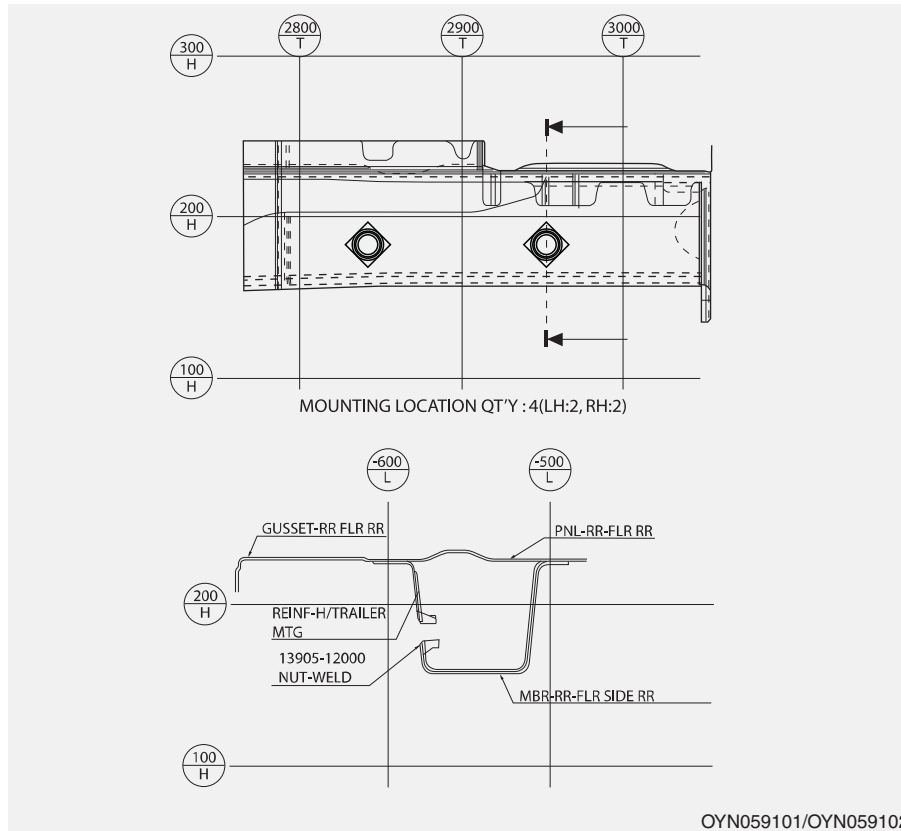 2800
T
2900
T
3000
T
300
H
200
H
100
H
MOUNTING LOCATION QT'Y : 4(LH:2, RH:2)
-600
L
-500
L
GUSSET-RR FLR RR
PNL-RR-FLR RR
200
H
REINF-H/TRAILER
MTG
13905-12000
NUT-WELD
MBR-RR-FLR SIDE RR
100
H
OYN059101/OYN059102